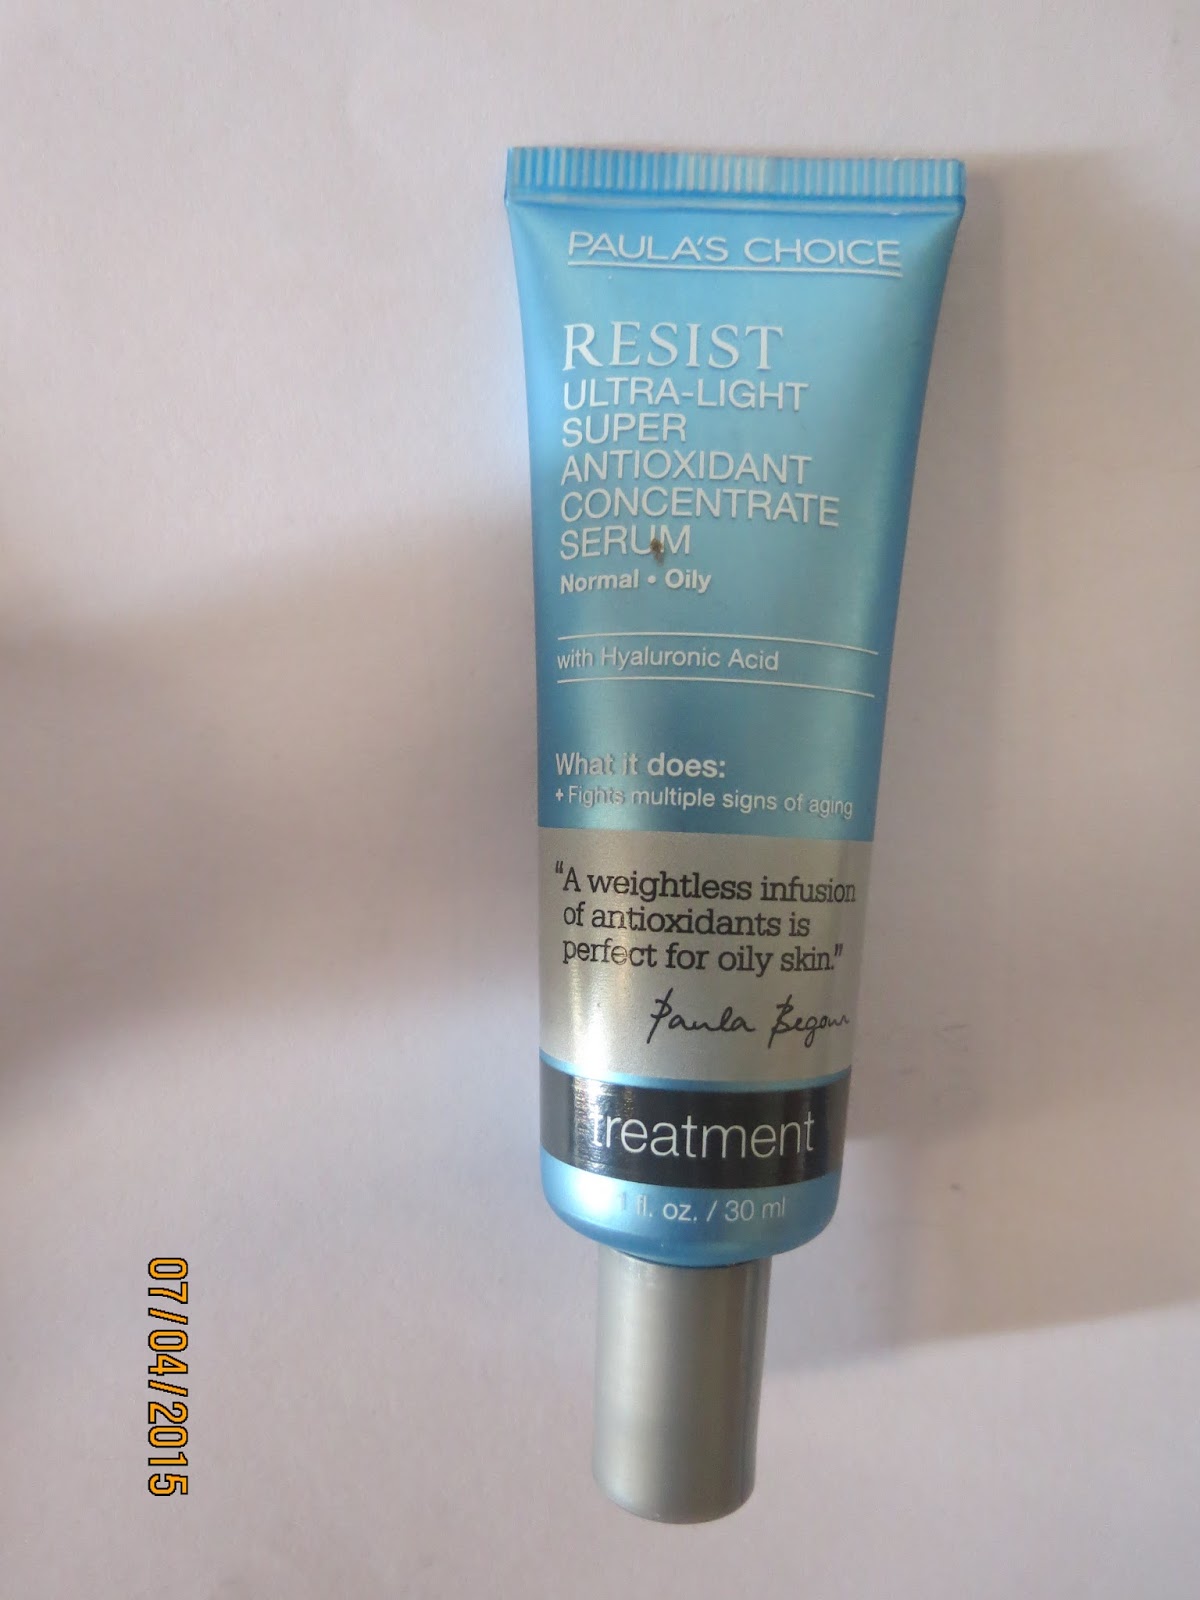 PAULA'S CHOICE
RESIST
ULTRA-LIGHT
SUPER
ANTIOXIDANT
CONCENTRATE
SERUM
Normal • Oily
with Hyaluronic Acid
What it does:
+ Fights multiple signs of aging
"A weightless infusion
of antioxidants is
perfect for oily skin."
Paula Begoun
treatment
1 fl. oz. / 30 ml
07/04/2015